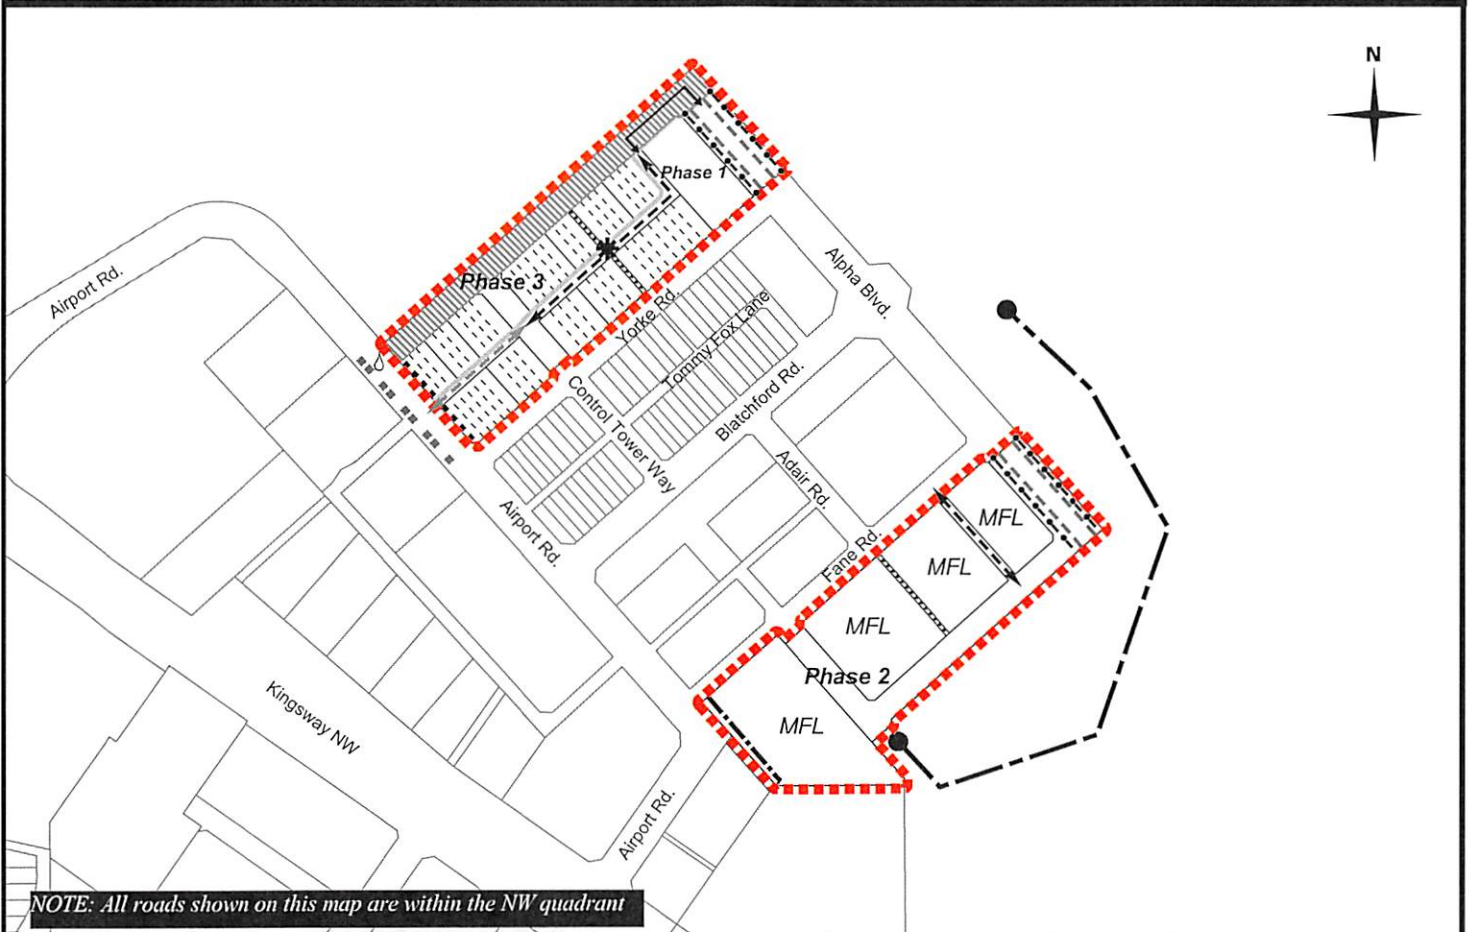 N
Phase 1
Alpha Blvd.
Airport Rd.
Phase 3
Yorke Rd.
Tommy Fox Lane
Control Tower Way
Blatchford Rd.
Adair Rd.
Airport Rd.
MFL
MFL
Fane Rd.
MFL
Phase 2
MFL
Kingsway NW
Airport Rd.
NOTE: All roads shown on this map are within the NW quadrant